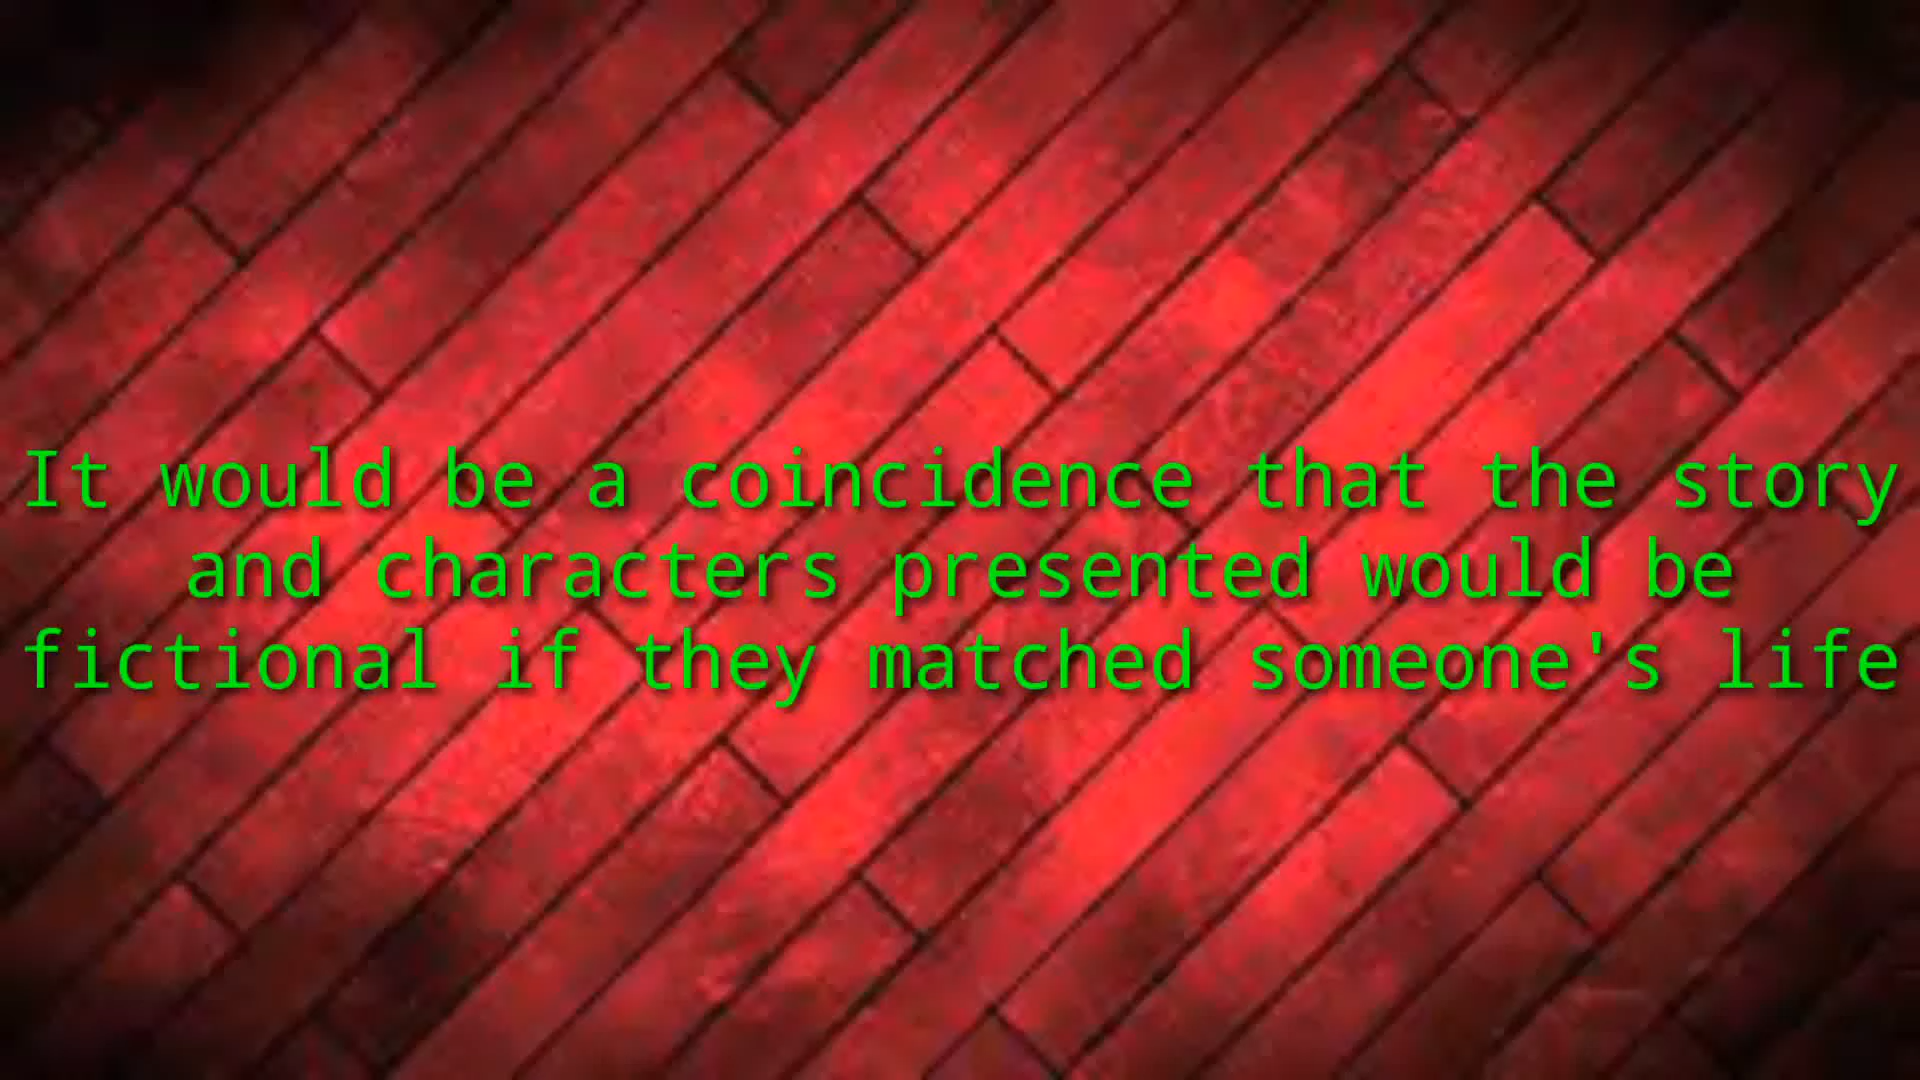 It would be a coincidence that the story
and characters presented would be
fictional if they matched someone's life